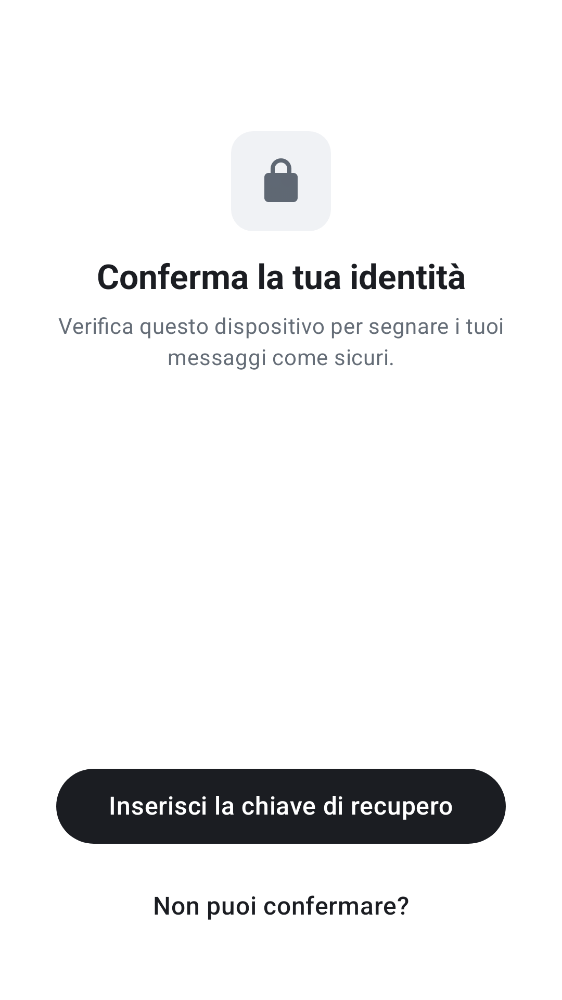 Conferma la tua identità
Verifica questo dispositivo per segnare i tuoi
messaggi come sicuri.
Inserisci la chiave di recupero
Non puoi confermare?